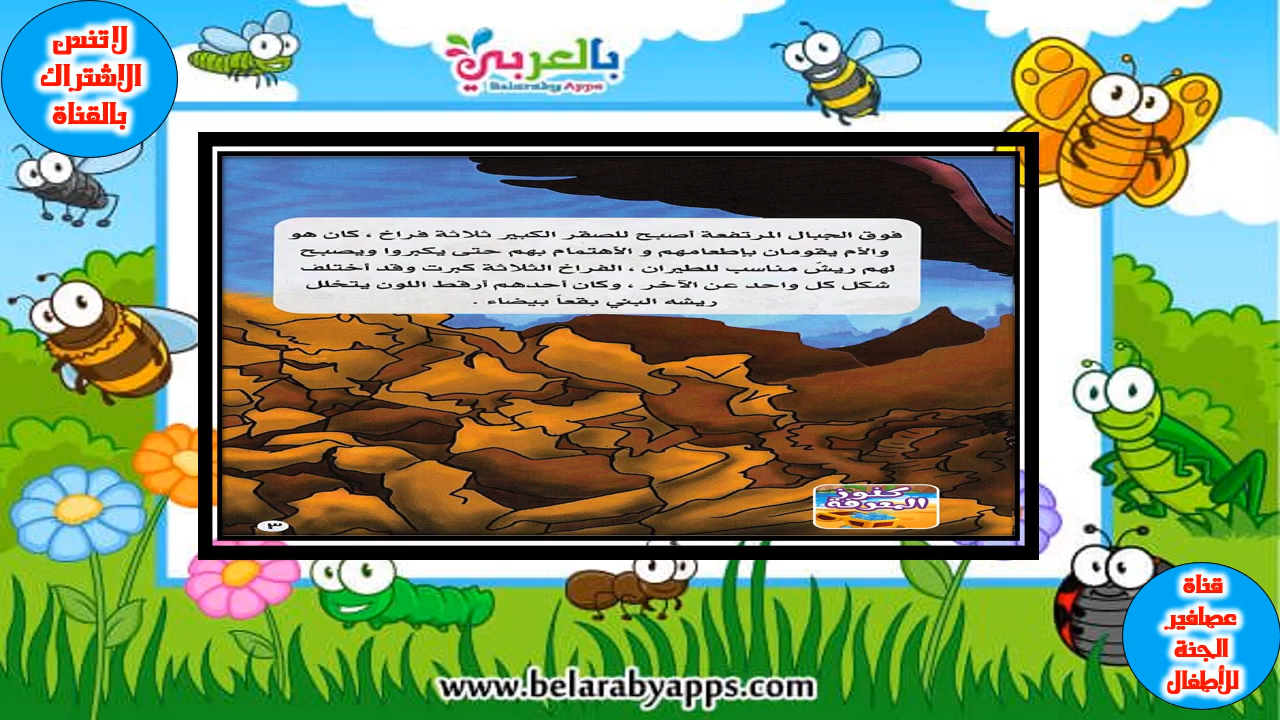 لاتنس
الاشتراك
بالقناة
بالعربي
Belaraby Apps
فوق الجبال المرتفعة أصبح للصقر الكبير ثلاثة فراخ ، كان هو
والأم يقومان بإطعامهم و الأهتمام بهم حتى يكبروا ويصبح
لهم ريش مناسب للطيران ، الفراخ الثلاثة كبرت وقد أختلف
شكل كل واحد عن الآخر ، وكان أحدهم أرقط اللون يتخلل
ريشه البني بقعاً بيضاء .
كنوز
المعرفة
٣
قناة
عصافير
الجنة
للأطفال
www.belarabyapps.com